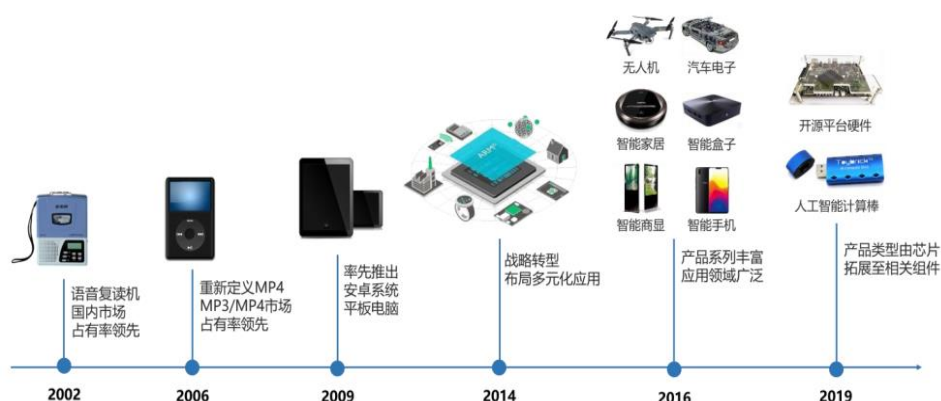 无人机
汽车电子
智能家居
智能盒子
智能商显
智能手机
开源平台硬件
人工智能计算棒
ARM
Toybrick
语音复读机
国内市场
占有率领先
重新定义MP4
MP3/MP4市场
占有率领先
率先推出
安卓系统
平板电脑
战略转型
布局多元化应用
产品系列丰富
应用领域广泛
产品类型由芯片
拓展至相关组件
2002
2006
2009
2014
2016
2019